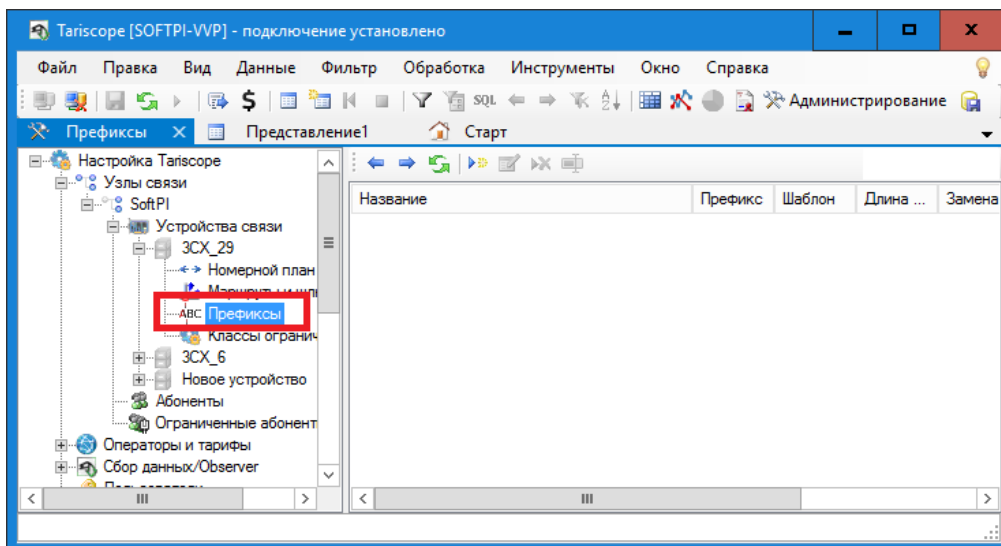 Tariscope [SOFTPI-VVP] - подключение установлено
Файл Правка Вид Данные Фильтр Обработка Инструменты Окно Справка
SQL Администрирование
Префиксы Представление1 Старт
Настройка Tariscope
Узлы связи
SoftPI
Устройства связи
3CX_29
Номерной план
Маршруты и
ABC Префиксы
Классы огранич
3CX_6
Новое устройство
Абоненты
Ограниченные абонент
Операторы и тарифы
Сбор данных/Observer
Название Префикс Шаблон Длина ... Замена